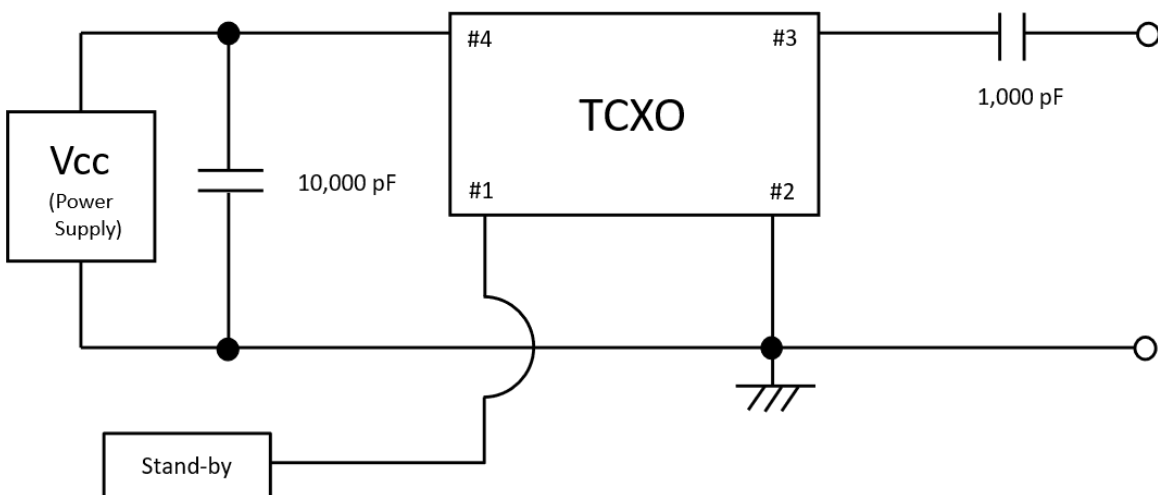 #4
#3
TCXO
1,000 pF
Vcc
(Power
Supply)
10,000 pF
#1
#2
Stand-by